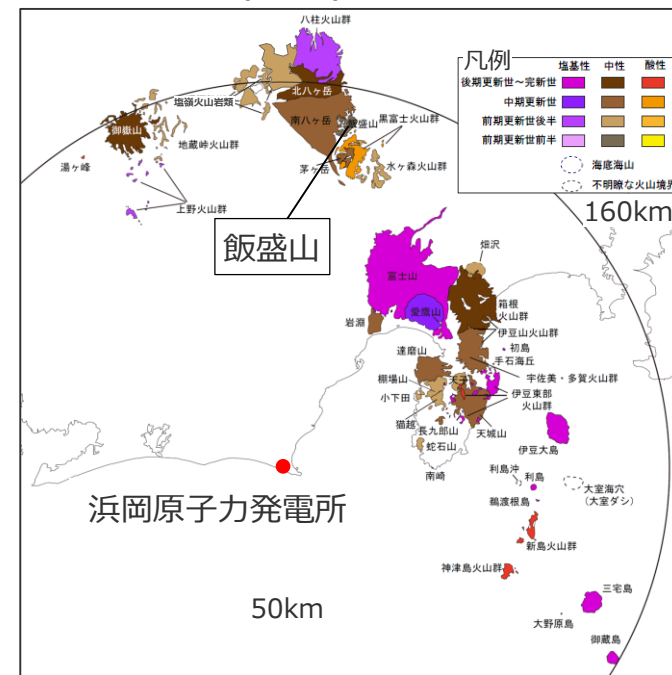 八柱火山群
凡例
塩基性 中性 酸性
後期更新世～完新世
中期更新世
前期更新世後半
前期更新世前半
海底海山
不明瞭な火山境界
160km
塩嶺火山岩類
北八ヶ岳
御嶽山
南八ヶ岳
飯盛山
黒富士火山群
地蔵峠火山群
湯ヶ峰
茅ヶ岳
水ヶ森火山群
上野火山群
飯盛山
畑沢
富士山
愛鷹山
箱根
火山群
岩淵
伊豆山火山群
達磨山
初島
手石海丘
棚場山
天子
宇佐美・多賀火山群
小下田
伊豆東部
火山群
猫越
長九郎山
天城山
蛇石山
伊豆大島
南崎
利島沖
利島
大室海穴
(大室ダシ)
鵜渡根島
浜岡原子力発電所
新島火山群
神津島火山群
50km
三宅島
大野原島
御蔵島